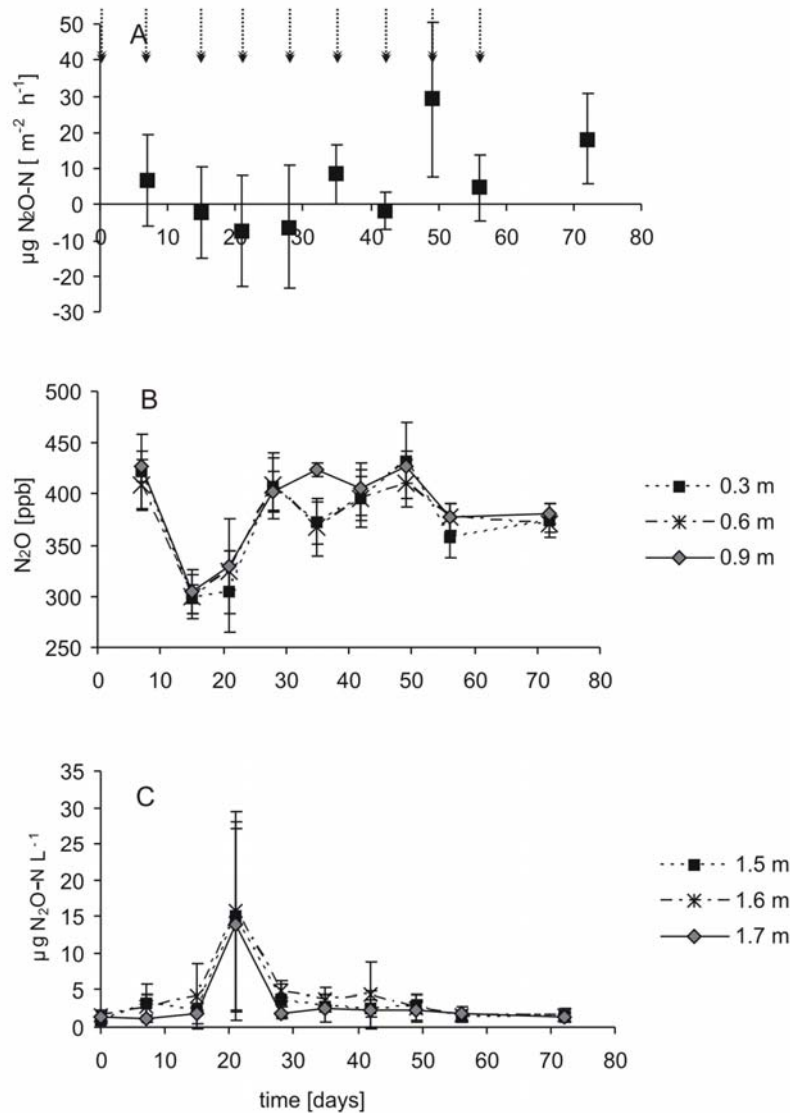 A
µg N₂O-N [ m⁻² h⁻¹ ]
50
40
30
20
10
0
-10
-20
-30
10 20 30 40 50 60 70 80
B
N₂O [ppb]
500
450
400
350
300
250
0 10 20 30 40 50 60 70 80
0.3 m
0.6 m
0.9 m
C
µg N₂O-N L⁻¹
35
30
25
20
15
10
5
0
0 10 20 30 40 50 60 70 80
time [days]
1.5 m
1.6 m
1.7 m